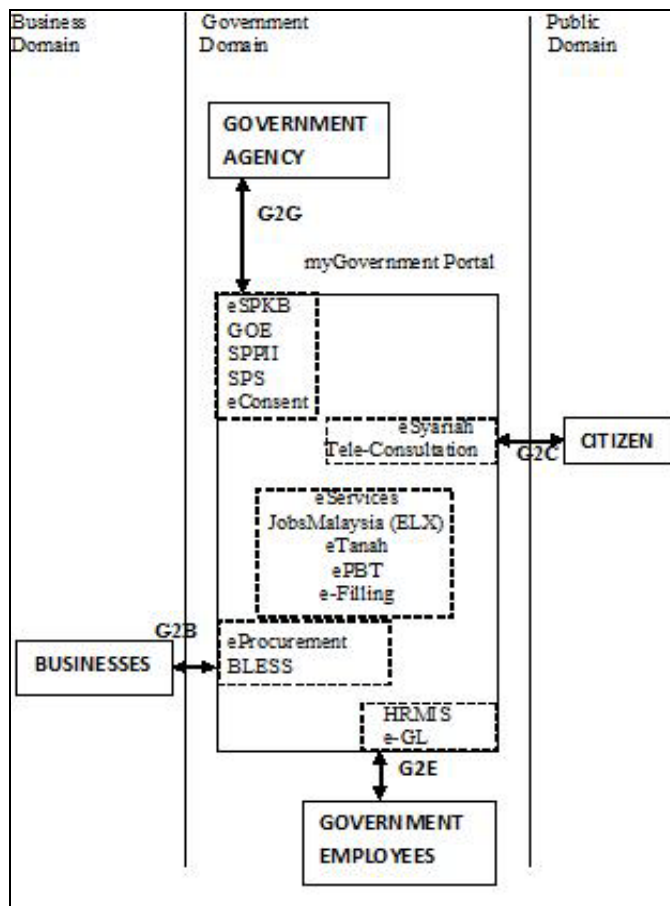 Business
Domain
Government
Domain
Public
Domain
GOVERNMENT
AGENCY
G2G
myGovernment Portal
eSPKB
GOE
SPPII
SPS
eConsent
eSyariah
Tele-Consultation
G2C
CITIZEN
eServices
JobsMalaysia (ELX)
eTanah
ePBT
e-Filling
G2B
BUSINESSES
eProcurement
BLESS
HRMIS
e-GL
G2E
GOVERNMENT
EMPLOYEES